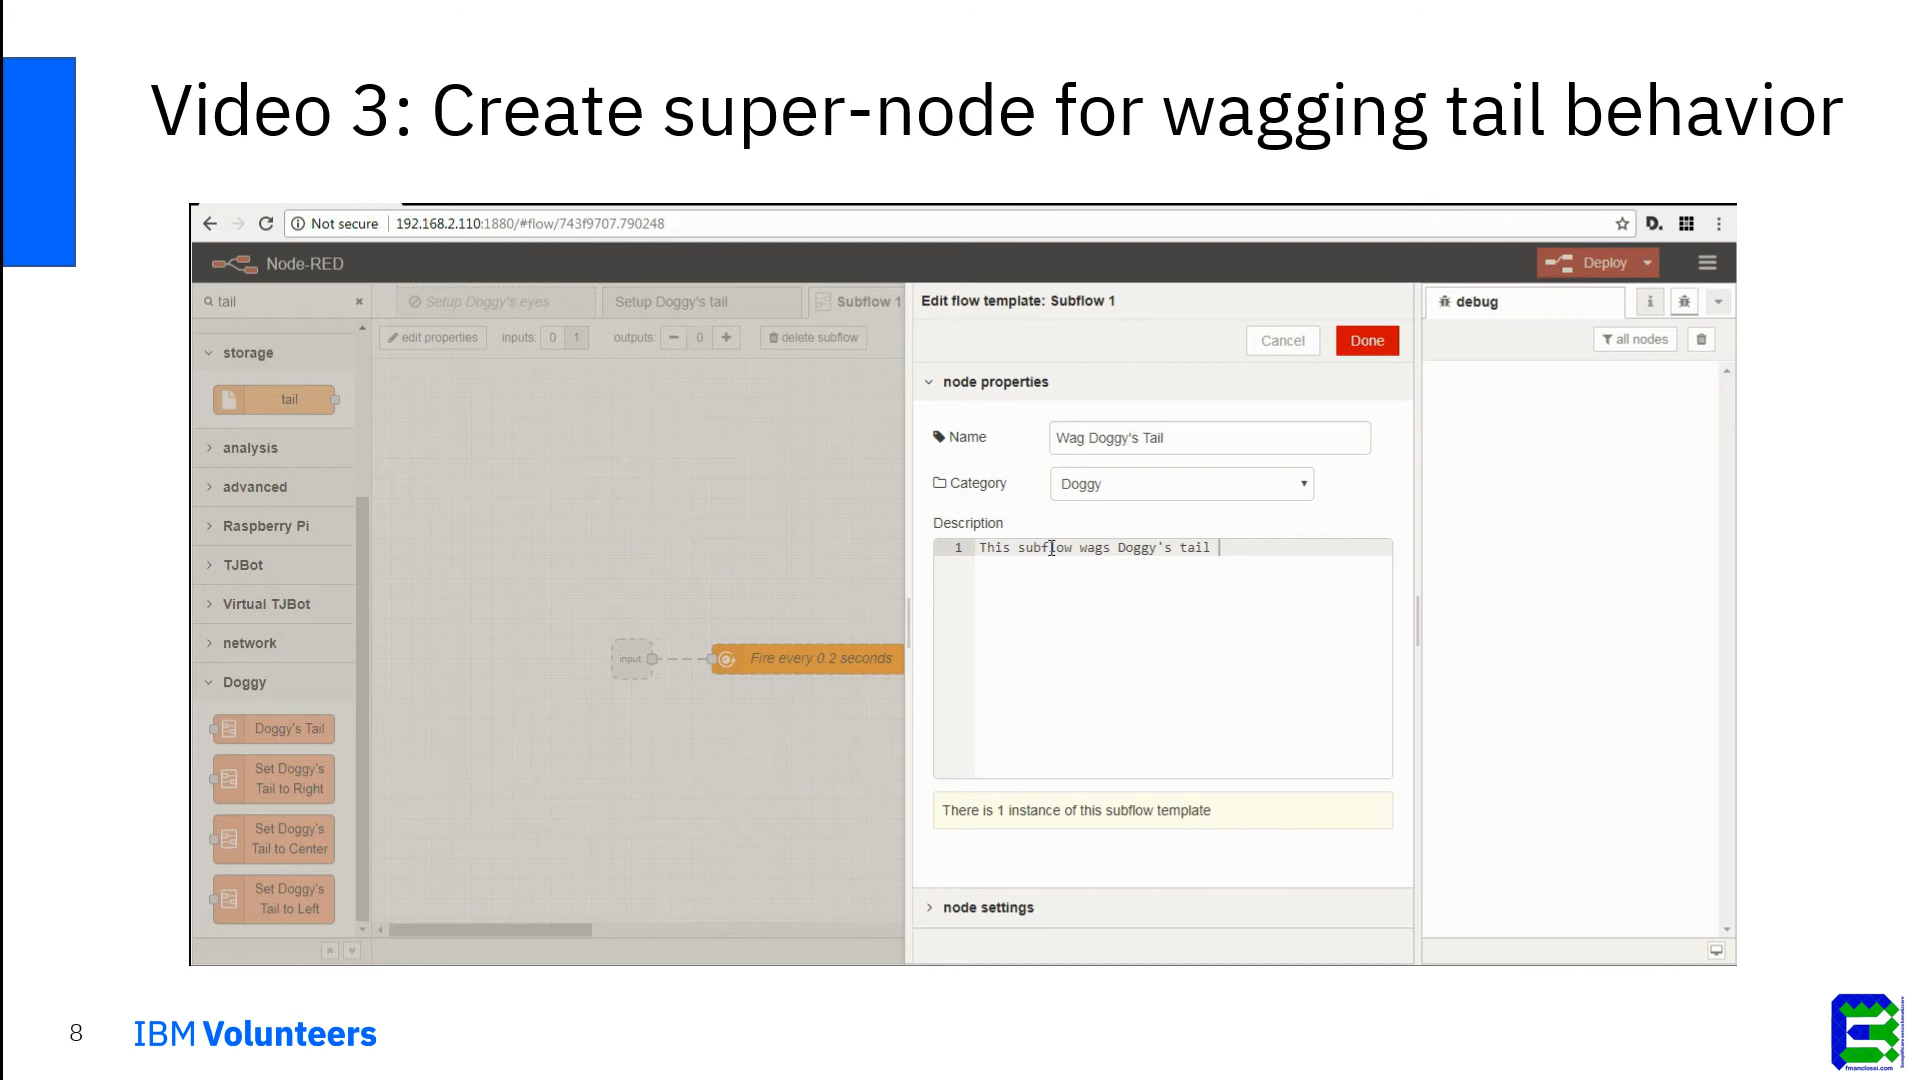 Video 3: Create super-node for wagging tail behavior
Not secure
192.168.2.110:1880/#flow/743f9707.790248
D.
Node-RED
Deploy
tail
Setup Doggy's eyes
Setup Doggy's tail
Subflow 1
Edit flow template: Subflow 1
debug
i
edit properties
inputs: 0 1
outputs: 0
delete subflow
Cancel
Done
all nodes
storage
node properties
tail
Name
Wag Doggy's Tail
analysis
Category
Doggy
advanced
Description
Raspberry Pi
1 This subflow wags Doggy's tail
TJBot
Virtual TJBot
network
input
Fire every 0.2 seconds
Doggy
Doggy's Tail
Set Doggy's
Tail to Right
There is 1 instance of this subflow template
Set Doggy's
Tail to Center
Set Doggy's
Tail to Left
node settings
8
IBM Volunteers
fmanclossi.com